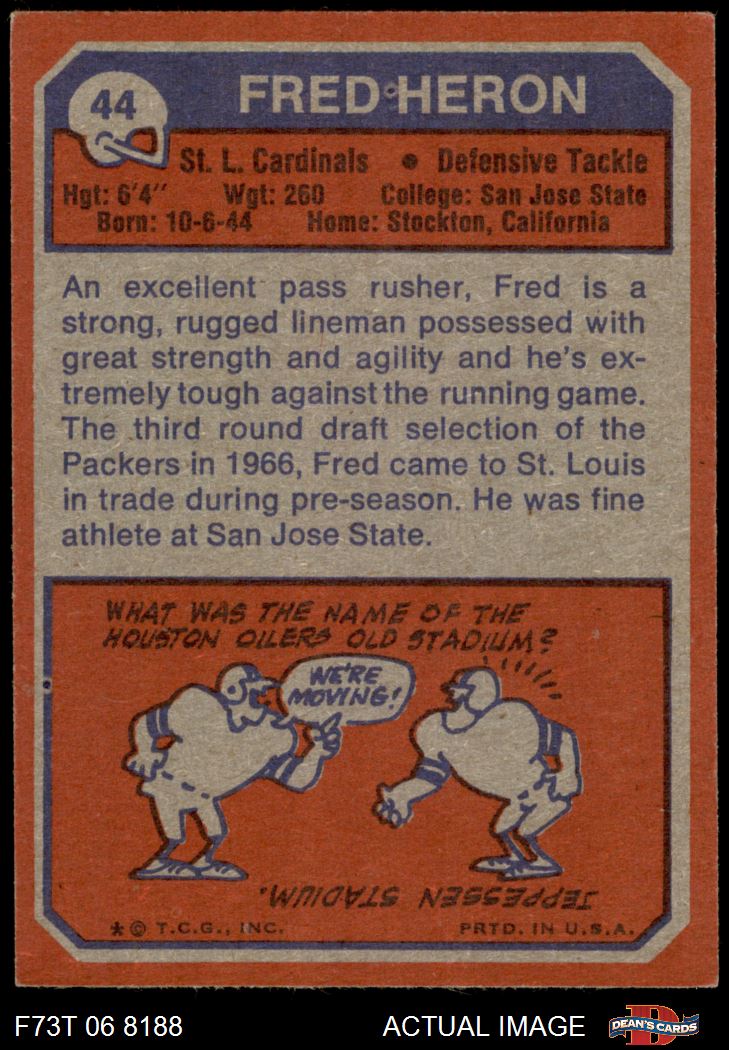 44
FRED HERON
St. L. Cardinals • Defensive Tackle
Hgt: 6'4" Wgt: 260 College: San Jose State
Born: 10-6-44 Home: Stockton, California
An excellent pass rusher, Fred is a
strong, rugged lineman possessed with
great strength and agility and he's ex-
tremely tough against the running game.
The third round draft selection of the
Packers in 1966, Fred came to St. Louis
in trade during pre-season. He was fine
athlete at San Jose State.
WHAT WAS THE NAME OF THE
HOUSTON OILERS OLD STADIUM?
WE'RE
MOVING!
JEPPESSEN STADIUM.
*© T.C.G., INC. PRTD. IN U.S.A.
F73T 06 8188 ACTUAL IMAGE D DEAN'S CARDS